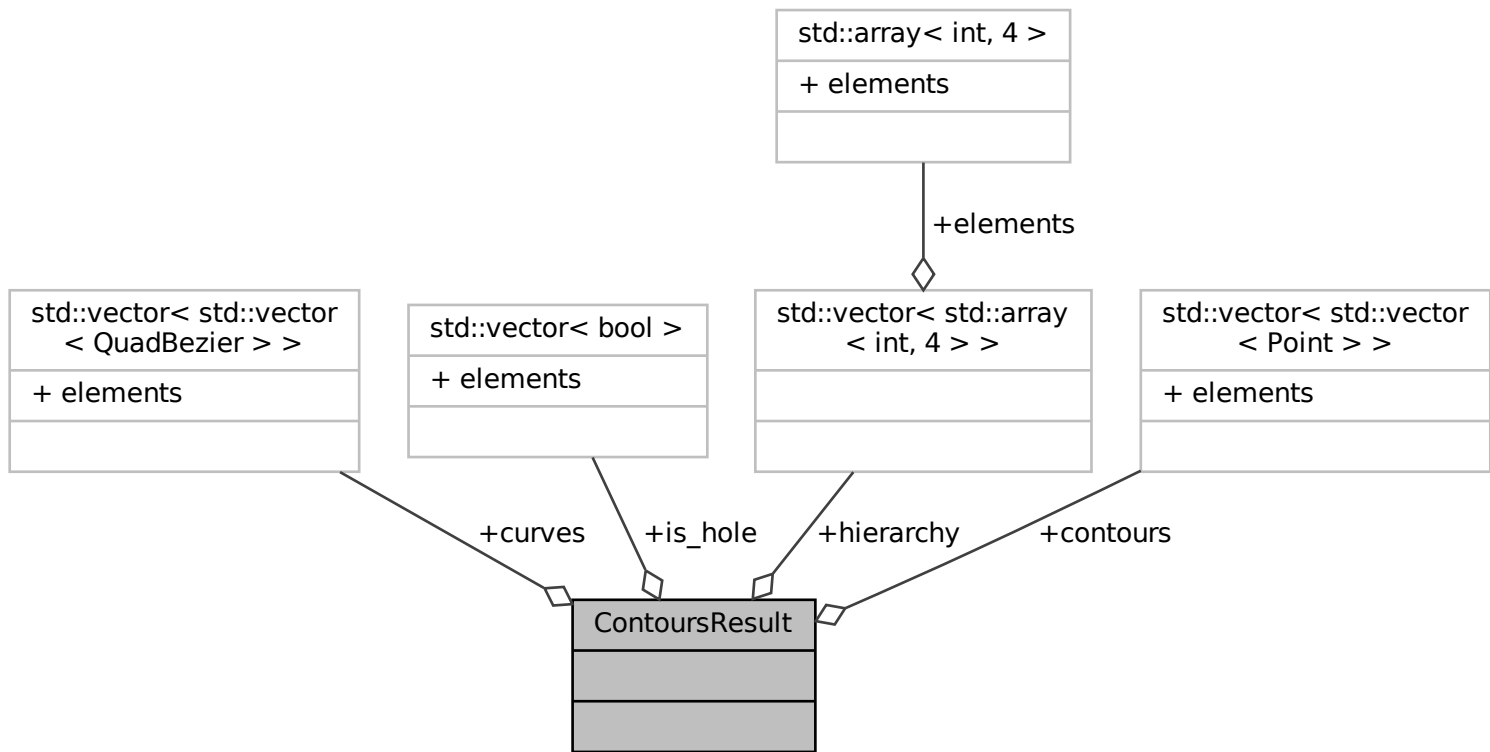 std::array< int, 4 >
+ elements
+elements
std::vector< std::vector
< QuadBezier > >
+ elements
std::vector< bool >
+ elements
std::vector< std::array
< int, 4 > >
std::vector< std::vector
< Point > >
+ elements
+curves
+is_hole
+hierarchy
+contours
ContoursResult